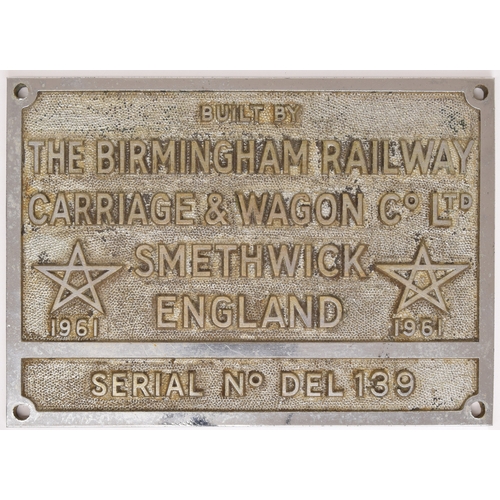 BUILT BY
THE BIRMINGHAM RAILWAY
CARRIAGE & WAGON Cº LTD
SMETHWICK
ENGLAND
1961 1961
SERIAL Nº DEL 139